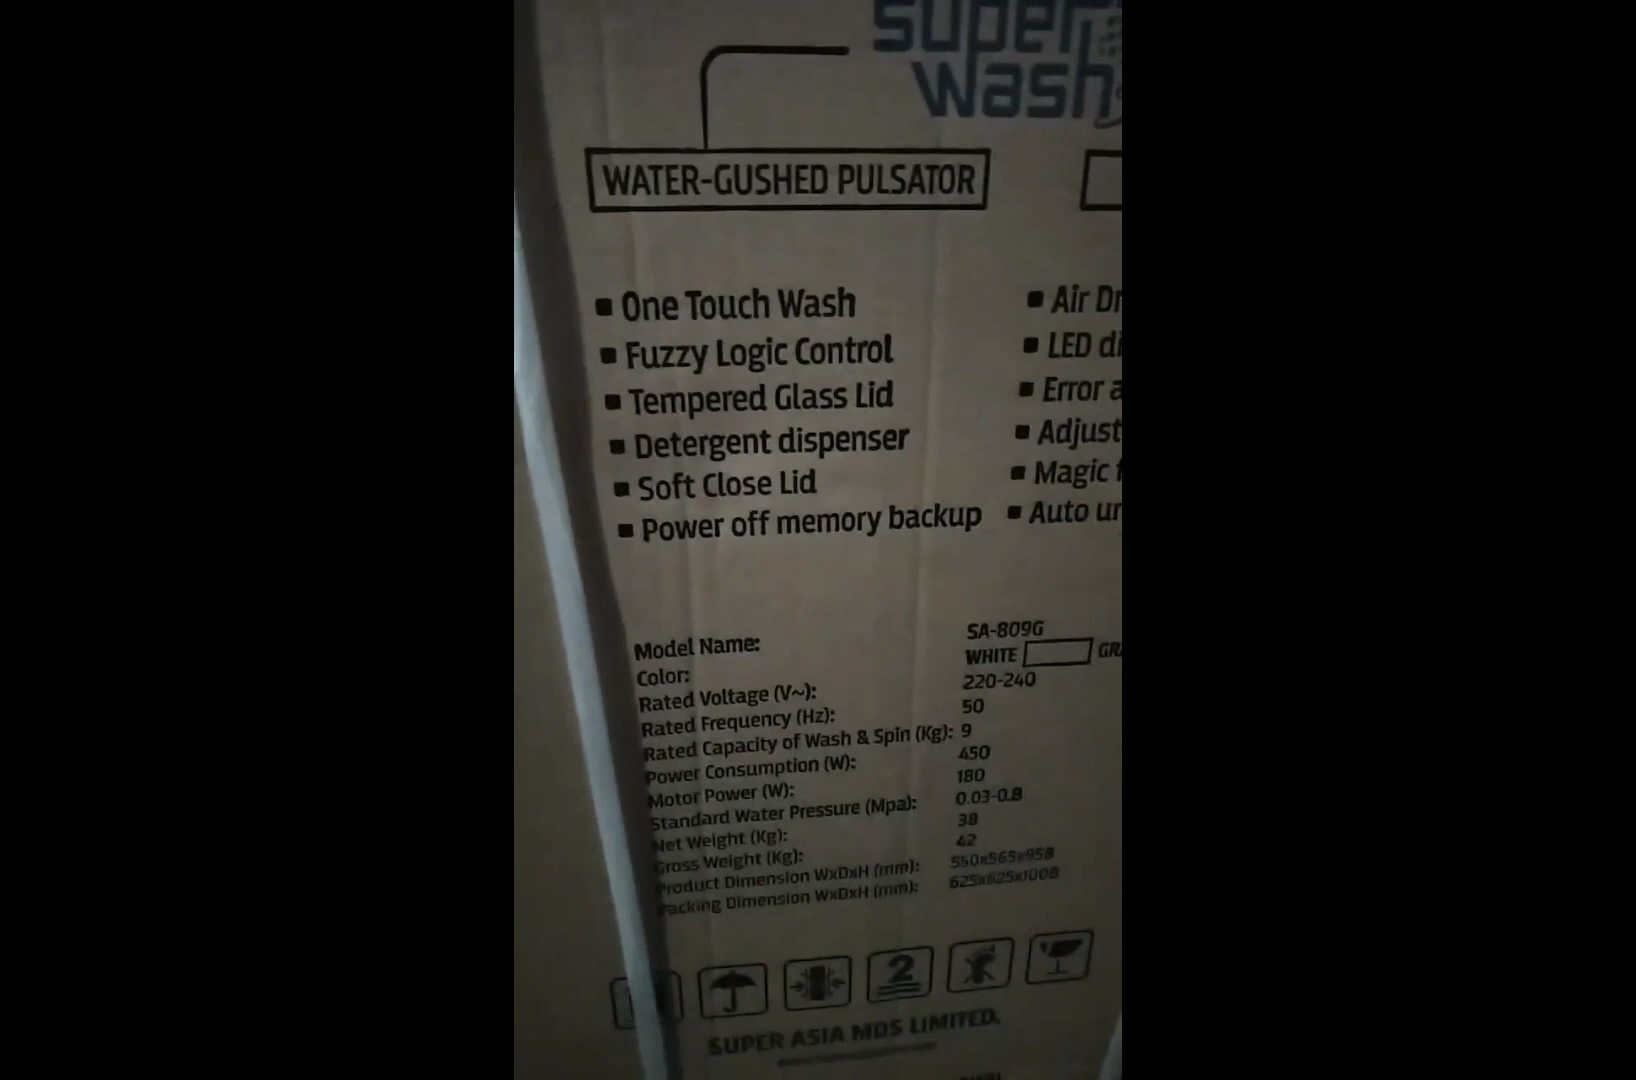 super
wash
WATER-GUSHED PULSATOR
One Touch Wash
Fuzzy Logic Control
Tempered Glass Lid
Detergent dispenser
Soft Close Lid
Power off memory backup
Air
LED
Error
Magic
Auto
Model Name: SA-809G
Color: WHITE
Rated Voltage (V~): 220-240
Rated Frequency (Hz): 50
Rated Capacity of Wash & Spin (Kg): 9
Power Consumption (W): 450
Motor Power (W): 180
Standard Water Pressure (Mpa): 0.03-0.8
Net Weight (Kg): 38
Gross Weight (Kg): 42
Product Dimension WxDxH (mm): 550x565x958
Packing Dimension WxDxH (mm): 625x625x1008
2
SUPER ASIA MDS LIMITED.